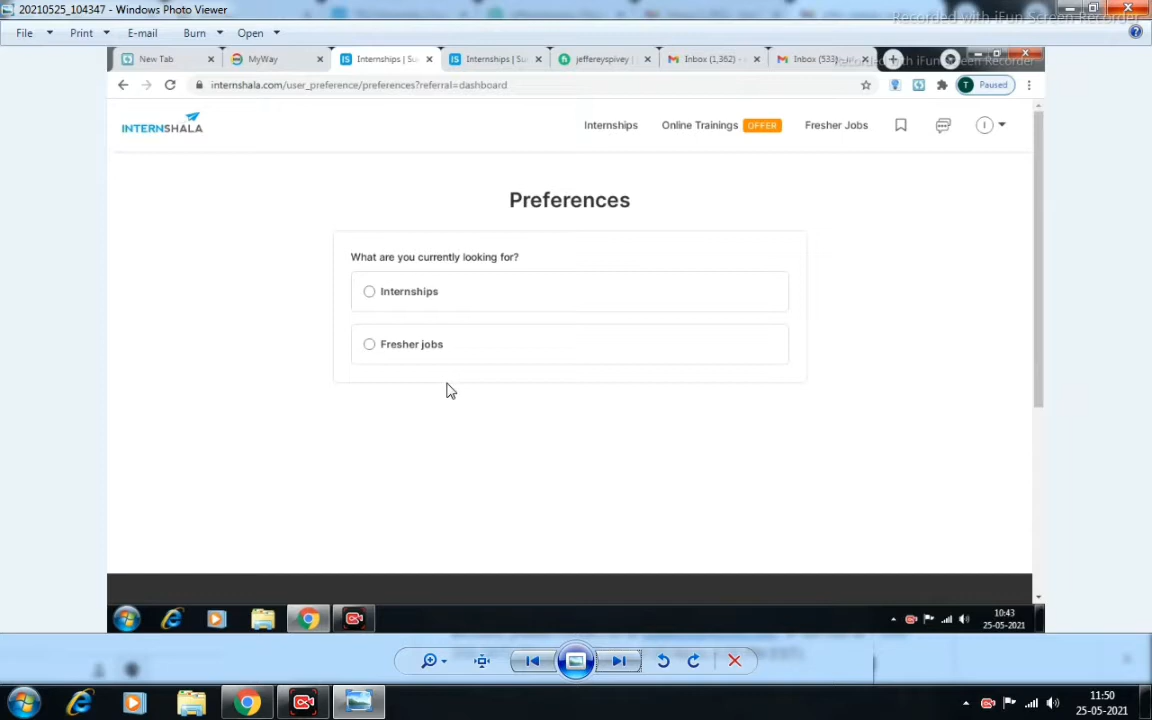 20210525_104347 - Windows Photo Viewer
Recorded with iFun Screen Recorder
File Print E-mail Burn Open
New Tab MyWay Internships | Su Internships | Su jeffereyspivey | Inbox (1,362) - Inbox (533)
internshala.com/user_preference/preferences?referral=dashboard
T Paused
INTERNSHALA
Internships Online Trainings OFFER Fresher Jobs I
Preferences
What are you currently looking for?
Internships
Fresher jobs
10:43
25-05-2021
11:50
25-05-2021